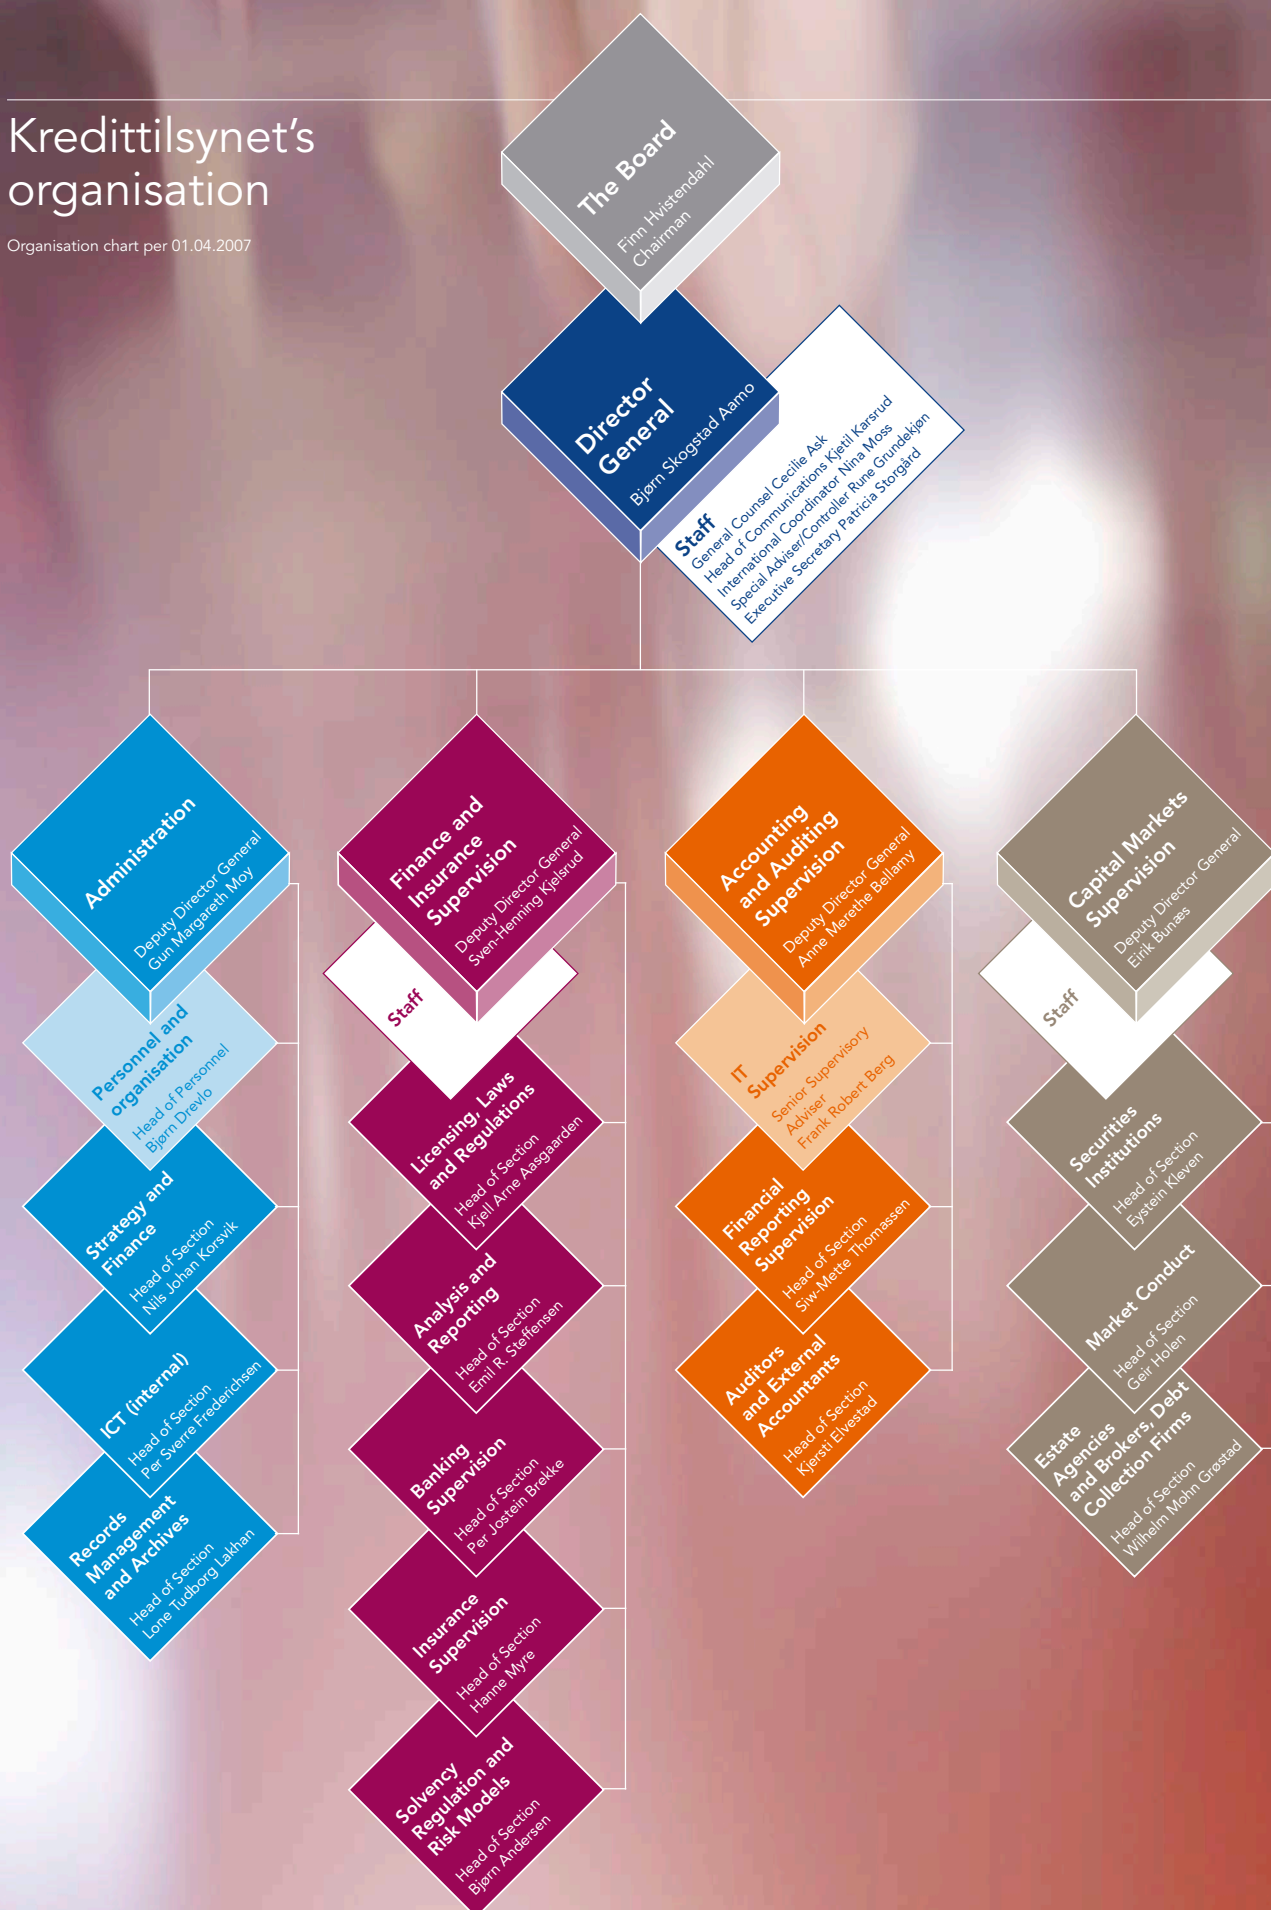 Kredittilsynet's
organisation
Organisation chart per 01.04.2007
The Board
Finn Hvistendahl
Chairman
Director
General
Bjørn Skogstad Aamo
Staff
General Counsel Cecilie Ask
Head of Communications Kjetil Karsrud
International Coordinator Nina Moss
Special Adviser/Controller Rune Grundekjøn
Executive Secretary Patricia Storgård
Administration
Deputy Director General
Gun Margareth Moy
Personnel and
organisation
Head of Personnel
Bjørn Drevlo
Strategy and
Finance
Head of Section
Nils Johan Korsvik
ICT (internal)
Head of Section
Per Sverre Frederichsen
Records
Management
and Archives
Head of Section
Lone Tudborg Lakhan
Finance and
Insurance
Supervision
Deputy Director General
Sven-Henning Kjelsrud
Staff
Licensing, Laws
and Regulations
Head of Section
Kjell Arne Aasgaarden
Analysis and
Reporting
Head of Section
Emil R. Steffensen
Banking
Supervision
Head of Section
Per Jostein Brekke
Insurance
Supervision
Head of Section
Hanne Myre
Solvency
Regulation and
Risk Models
Head of Section
Bjørn Andersen
Accounting
and Auditing
Supervision
Deputy Director General
Anne Merethe Bellamy
IT
Supervision
Senior Supervisory
Adviser
Frank Robert Berg
Financial
Reporting
Supervision
Head of Section
Siw-Mette Thomassen
Auditors
and External
Accountants
Head of Section
Kjersti Elvestad
Capital Markets
Supervision
Deputy Director General
Eirik Bunæs
Staff
Securities
Institutions
Head of Section
Eystein Kleven
Market Conduct
Head of Section
Geir Holen
Estate
Agencies
and Brokers, Debt
Collection Firms
Head of Section
Wilhelm Mohn Grøstad